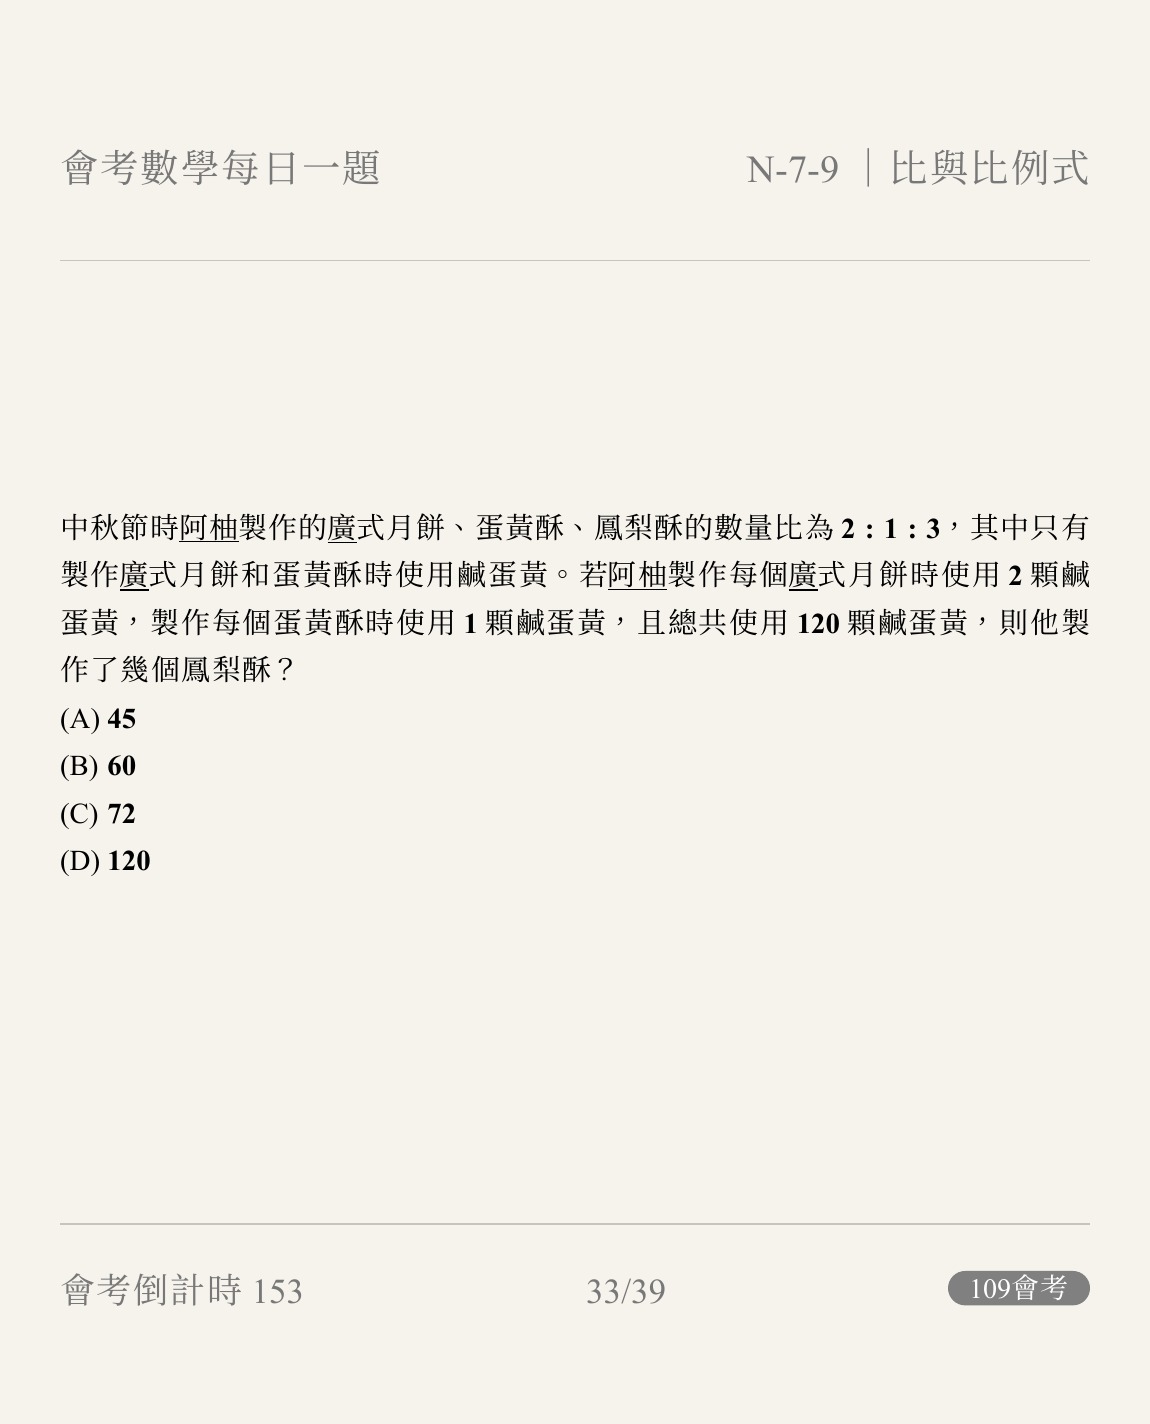 會考數學每日一題
N-7-9 | 比與比例式
中秋節時阿柚製作的廣式月餅、蛋黃酥、鳳梨酥的數量比為 2 : 1 : 3，其中只有
製作廣式月餅和蛋黃酥時使用鹹蛋黃。若阿柚製作每個廣式月餅時使用 2 顆鹹
蛋黃，製作每個蛋黃酥時使用 1 顆鹹蛋黃，且總共使用 120 顆鹹蛋黃，則他製
作了幾個鳳梨酥？
(A) 45
(B) 60
(C) 72
(D) 120
會考倒計時 153
33/39
109會考